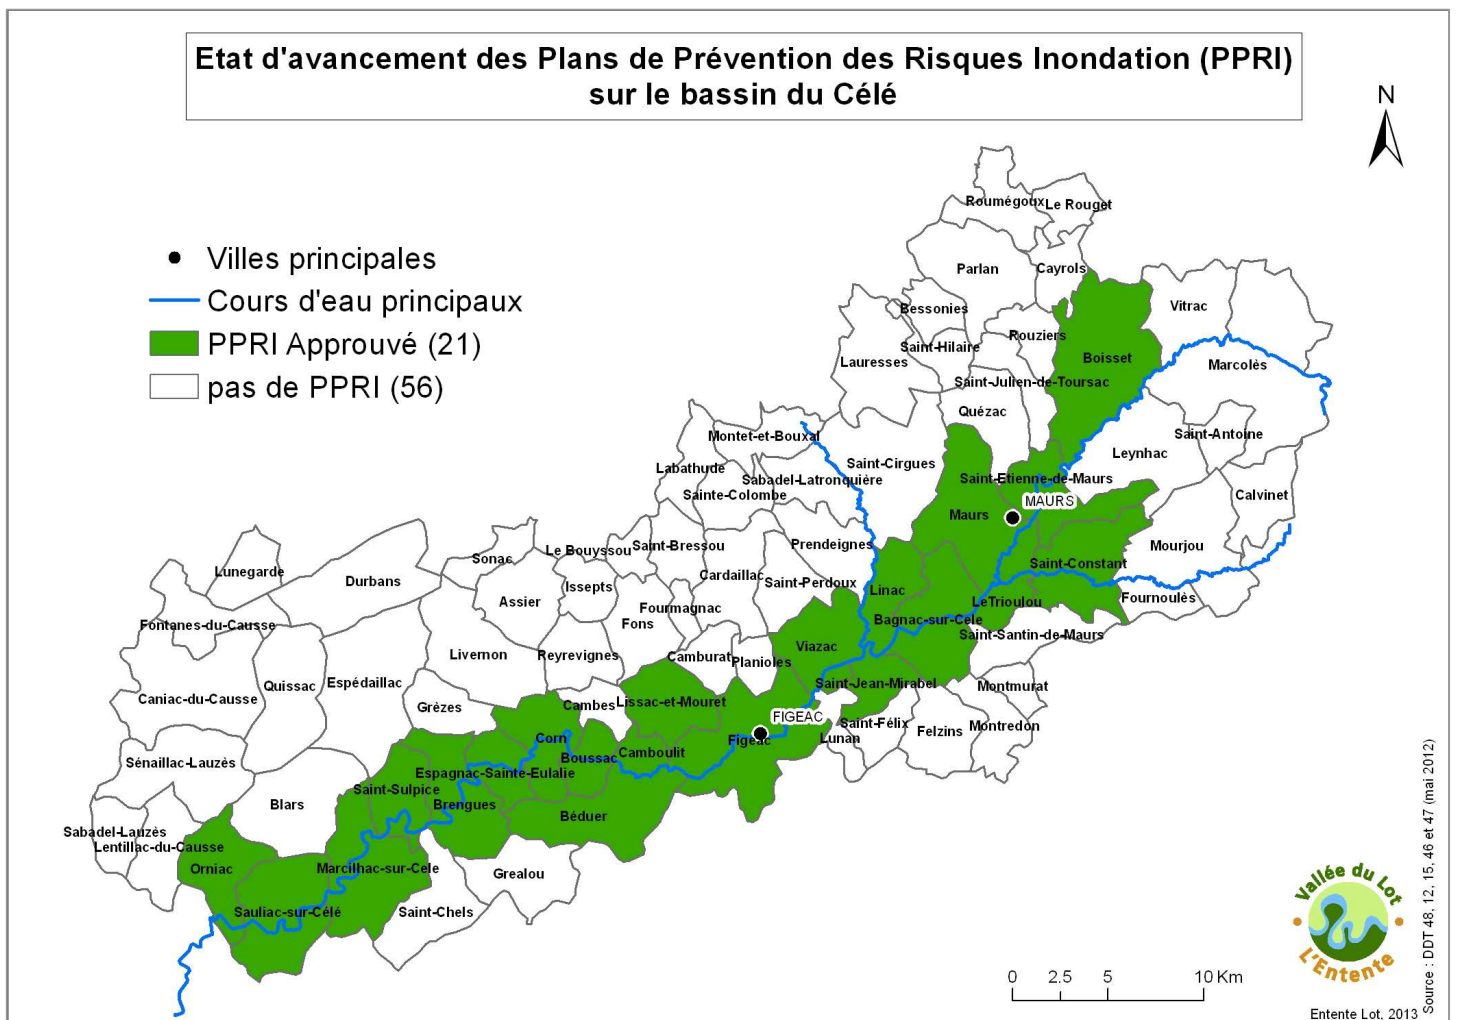 Etat d'avancement des Plans de Prévention des Risques Inondation (PPRI)
sur le bassin du Célé
N
Villes principales
Cours d'eau principaux
PPRI Approuvé (21)
pas de PPRI (56)
Roumégoux
Le Rouget
Parlan
Cayrols
Bessonies
Vitrac
Rouziers
Saint-Hilaire
Boisset
Lauresses
Marcolès
Saint-Julien-de-Toursac
Quézac
Montet-et-Bouxal
Saint-Antoine
Leynhac
Labathude
Saint-Cirgues
Sabadel-Latronquière
Saint-Etienne-de-Maurs
Sainte-Colombe
Calvinet
MAURS
Maurs
Sonac
Le Bouyssou
Saint-Bressou
Prendeignes
Mourjou
Lunegarde
Durbans
Issepts
Cardaillac
Saint-Perdoux
Saint-Constant
Assier
Linac
Fournoulès
LeTrioulou
Fourmagnac
Fontanes-du-Causse
Fons
Bagnac-sur-Cele
Saint-Santin-de-Maurs
Viazac
Livernon
Reyrevignes
Camburat
Planioles
Quissac
Espédaillac
Saint-Jean-Mirabel
Montmurat
Caniac-du-Causse
Grèzes
Cambes
Lissac-et-Mouret
FIGEAC
Saint-Félix
Montredon
Felzins
Lunan
Figeac
Corn
Camboulit
Boussac
Sénaillac-Lauzès
Espagnac-Sainte-Eulalie
Saint-Sulpice
Blars
Brengues
Béduer
Sabadel-Lauzès
Lentillac-du-Causse
Orniac
Marcilhac-sur-Cele
Grealou
Sauliac-sur-Célé
Saint-Chels
Vallée du Lot
L'Entente
0 2.5 5 10 Km
Source : DDT 48, 12, 15, 46 et 47 (mai 2012)
Entente Lot, 2013